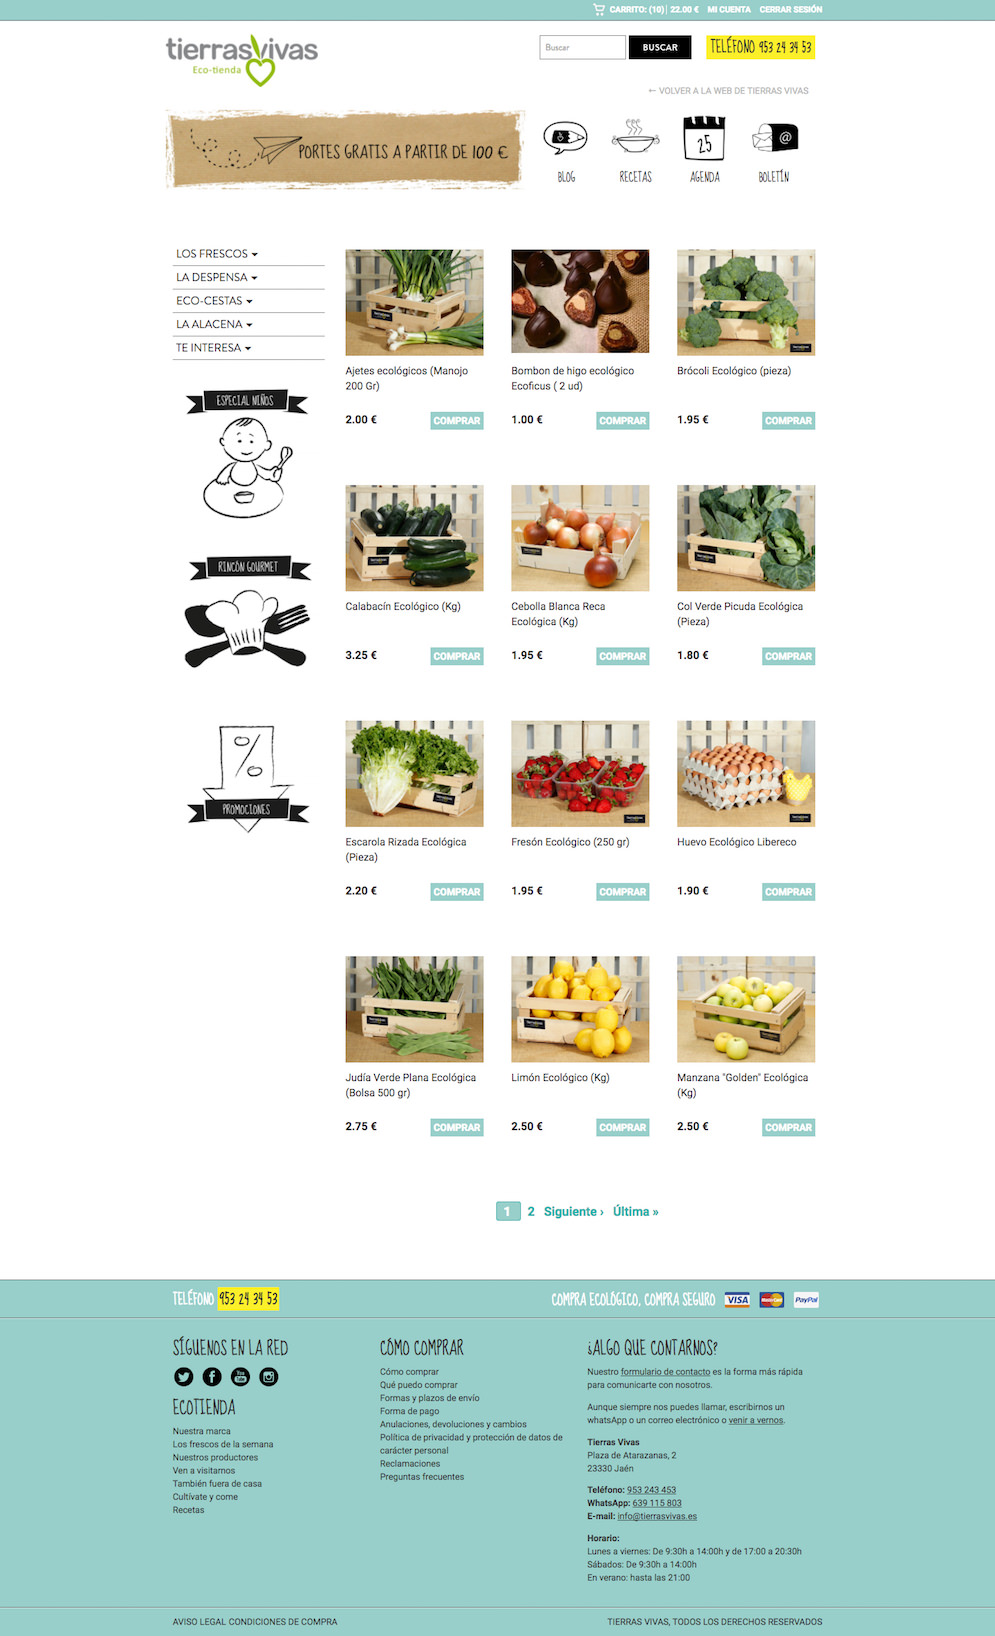 CARRITO: (10) | 22.00 € MI CUENTA CERRAR SESIÓN
tierrasVivas
Eco-tienda
Buscar BUSCAR TELÉFONO 953 24 34 53
← VOLVER A LA WEB DE TIERRAS VIVAS
PORTES GRATIS A PARTIR DE 100 €
25 @
BLOG RECETAS AGENDA BOLETÍN
LOS FRESCOS
LA DESPENSA
ECO-CESTAS
LA ALACENA
TE INTERESA
ESPECIAL NIÑOS
RINCÓN GOURMET
%
PROMOCIONES
Ajetes ecológicos (Manojo
200 Gr)
2.00 € COMPRAR
Bombon de higo ecológico
Ecoficus ( 2 ud)
1.00 € COMPRAR
Brócoli Ecológico (pieza)
1.95 € COMPRAR
Calabacín Ecológico (Kg)
3.25 € COMPRAR
Cebolla Blanca Reca
Ecológica (Kg)
1.95 € COMPRAR
Col Verde Picuda Ecológica
(Pieza)
1.80 € COMPRAR
Escarola Rizada Ecológica
(Pieza)
2.20 € COMPRAR
Fresón Ecológico (250 gr)
1.95 € COMPRAR
Huevo Ecológico Libereco
1.90 € COMPRAR
Judía Verde Plana Ecológica
(Bolsa 500 gr)
2.75 € COMPRAR
Limón Ecológico (Kg)
2.50 € COMPRAR
Manzana "Golden" Ecológica
(Kg)
2.50 € COMPRAR
1 2 Siguiente › Última »
TELÉFONO 953 24 34 53
COMPRA ECOLÓGICO, COMPRA SEGURO VISA MasterCard PayPal
SÍGUENOS EN LA RED
You Tube
ECOTIENDA
Nuestra marca
Los frescos de la semana
Nuestros productores
Ven a visitarnos
También fuera de casa
Cultívate y come
Recetas
CÓMO COMPRAR
Cómo comprar
Qué puedo comprar
Formas y plazos de envío
Forma de pago
Anulaciones, devoluciones y cambios
Política de privacidad y protección de datos de
carácter personal
Reclamaciones
Preguntas frecuentes
¿ALGO QUE CONTARNOS?
Nuestro formulario de contacto es la forma más rápida
para comunicarte con nosotros.
Aunque siempre nos puedes llamar, escribirnos un
whatsApp o un correo electrónico o venir a vernos.
Tierras Vivas
Plaza de Atarazanas, 2
23330 Jaén
Teléfono: 953 243 453
WhatsApp: 639 115 803
E-mail: info@tierrasvivas.es
Horario:
Lunes a viernes: De 9:30h a 14:00h y de 17:00 a 20:30h
Sábados: De 9:30h a 14:00h
En verano: hasta las 21:00
AVISO LEGAL CONDICIONES DE COMPRA
TIERRAS VIVAS, TODOS LOS DERECHOS RESERVADOS